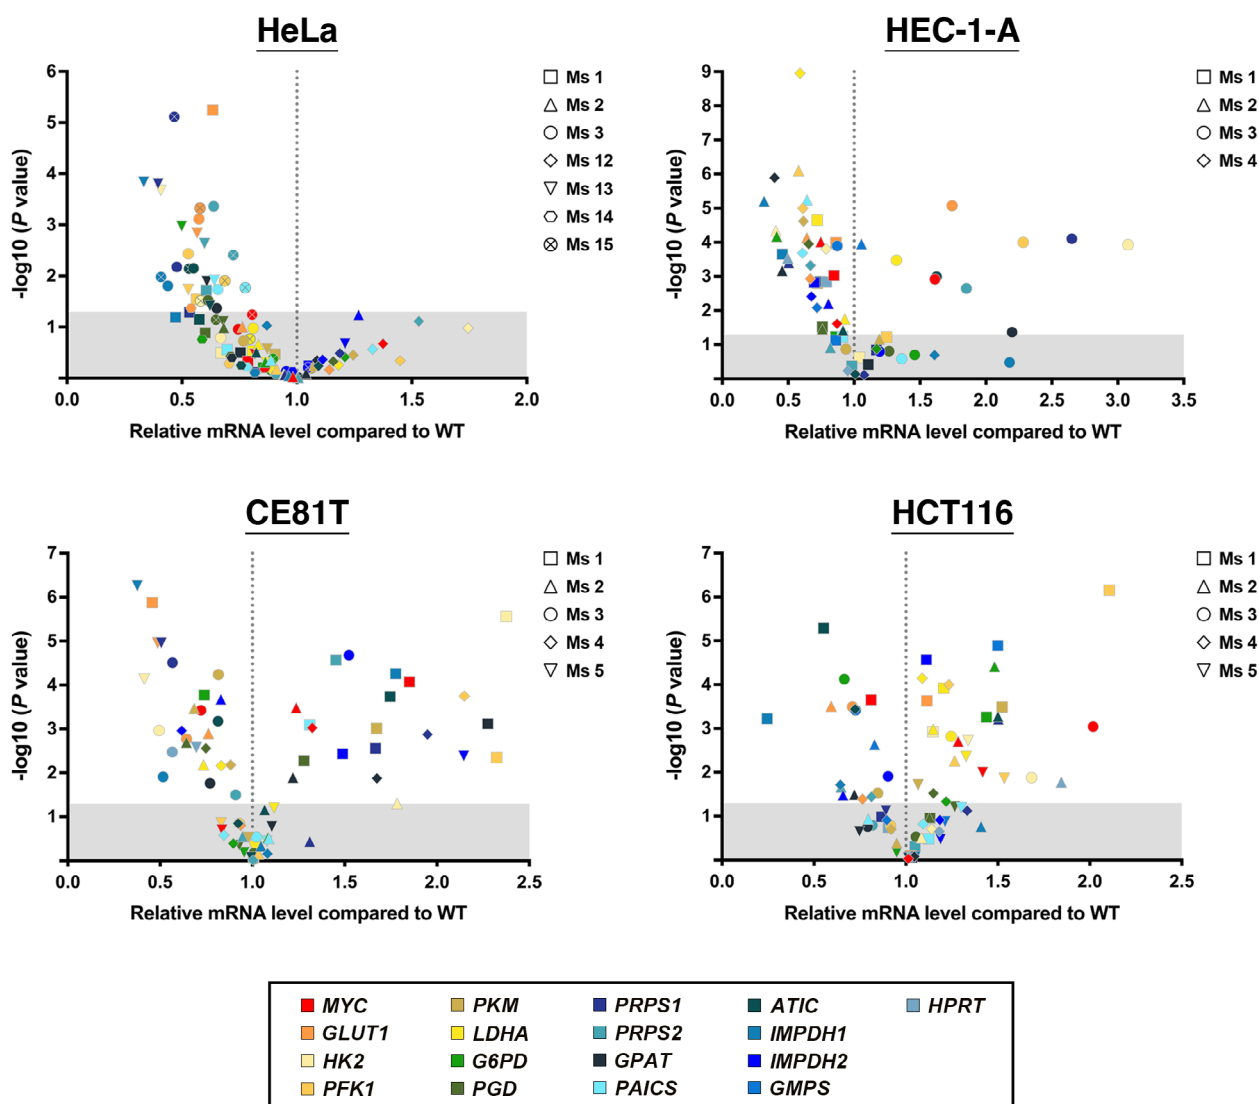 HeLa
6
5
4
3
2
1
-log10 (P value)
0.0 0.5 1.0 1.5 2.0
Relative mRNA level compared to WT
Ms 1
Ms 2
Ms 3
Ms 12
Ms 13
Ms 14
Ms 15
HEC-1-A
9
8
7
6
5
4
3
2
1
-log10 (P value)
0.0 0.5 1.0 1.5 2.0 2.5 3.0 3.5
Relative mRNA level compared to WT
Ms 1
Ms 2
Ms 3
Ms 4
CE81T
7
6
5
4
3
2
1
-log10 (P value)
0.0 0.5 1.0 1.5 2.0 2.5
Relative mRNA level compared to WT
Ms 1
Ms 2
Ms 3
Ms 4
Ms 5
HCT116
7
6
5
4
3
2
1
-log10 (P value)
0.0 0.5 1.0 1.5 2.0 2.5
Relative mRNA level compared to WT
Ms 1
Ms 2
Ms 3
Ms 4
Ms 5
MYC PKM PRPS1 ATIC HPRT
GLUT1 LDHA PRPS2 IMPDH1
HK2 G6PD GPAT IMPDH2
PFK1 PGD PAICS GMPS